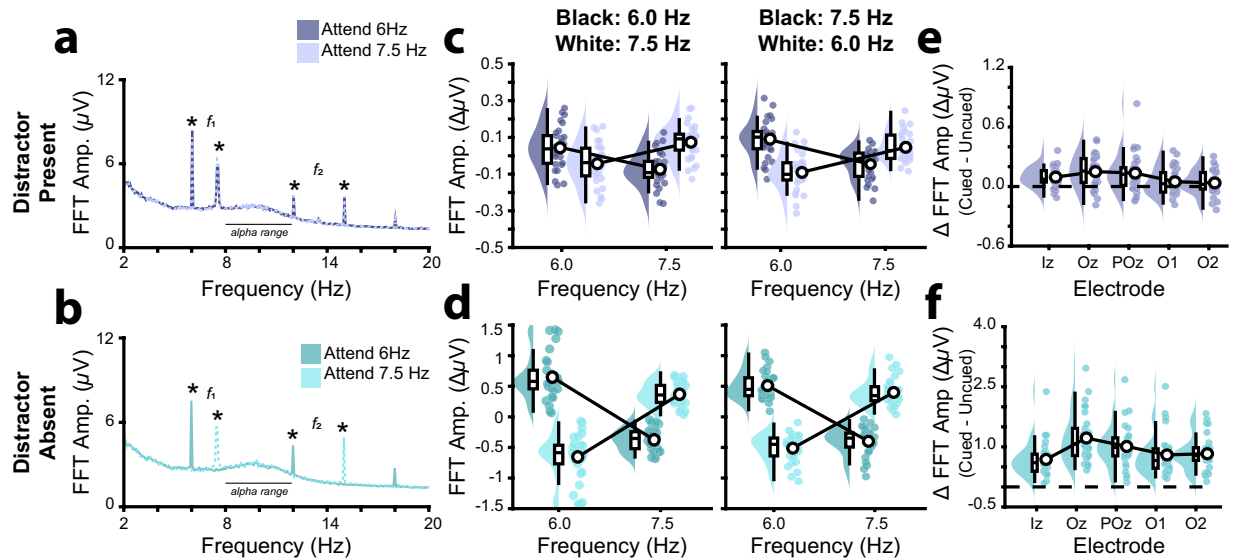 a
Attend 6Hz
Attend 7.5 Hz
Distractor
Present
FFT Amp. (µV)
12
6
0
* f₁ *
* f₂ *
alpha range
2 8 14 20
Frequency (Hz)
c
Black: 6.0 Hz
White: 7.5 Hz
Black: 7.5 Hz
White: 6.0 Hz
FFT Amp. (ΔµV)
0.5
0.3
0.1
-0.1
-0.3
-0.5
6.0 7.5
6.0 7.5
Frequency (Hz)
e
Δ FFT Amp (ΔµV)
(Cued - Uncued)
1.2
0.6
0.0
-0.6
Iz Oz POz O1 O2
Electrode
b
Attend 6Hz
Attend 7.5 Hz
Distractor
Absent
FFT Amp. (µV)
12
6
0
* f₁ *
* f₂ *
alpha range
2 8 14 20
Frequency (Hz)
d
FFT Amp. (ΔµV)
1.5
1.0
0.5
0
-0.5
-1.0
-1.5
6.0 7.5
6.0 7.5
Frequency (Hz)
f
Δ FFT Amp (ΔµV)
(Cued - Uncued)
4.0
2.5
1.0
-0.5
Iz Oz POz O1 O2
Electrode